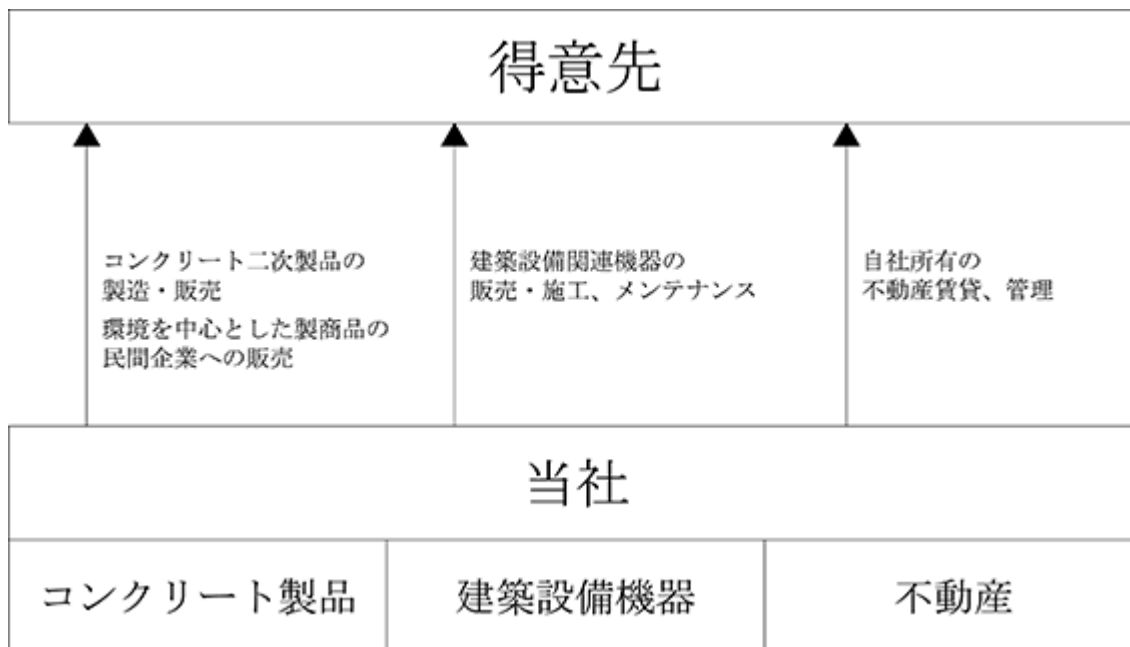 得意先
コンクリート二次製品の
製造・販売
環境を中心とした製商品の
民間企業への販売
建築設備関連機器の
販売・施工、メンテナンス
自社所有の
不動産賃貸、管理
当社
コンクリート製品
建築設備機器
不動産